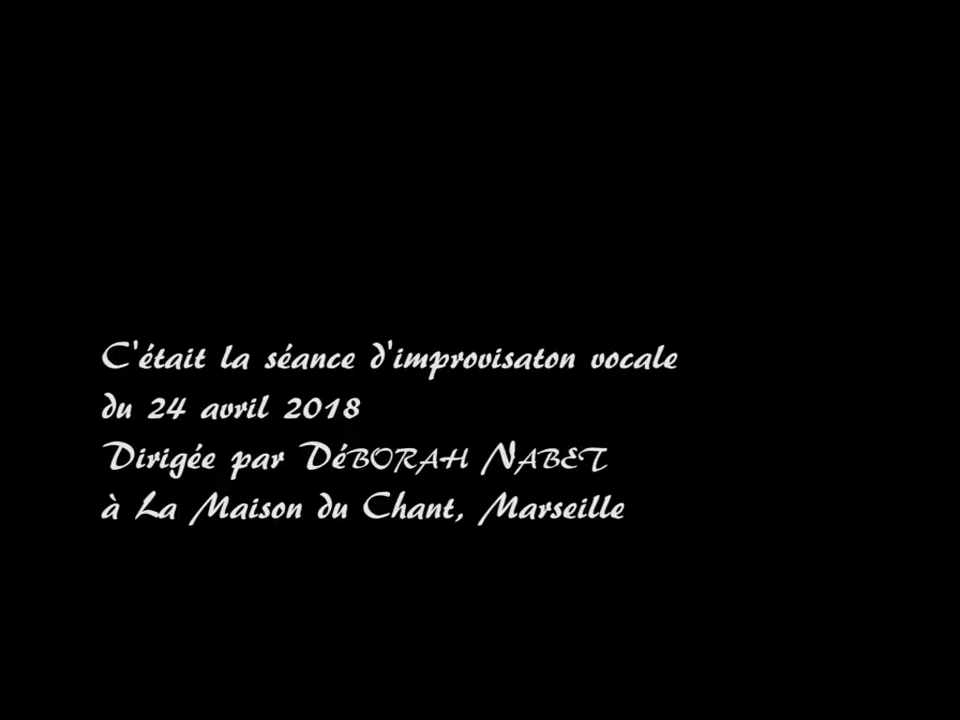 C'était la séance d'improvisaton vocale
du 24 avril 2018
Dirigée par DéBORAH NABET
à La Maison du Chant, Marseille